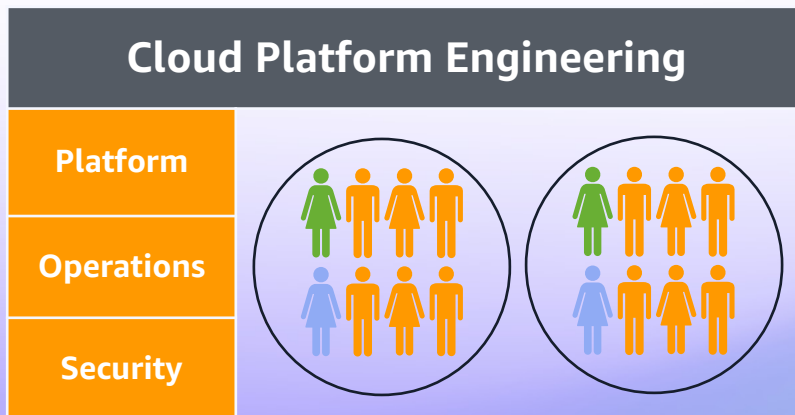 Cloud Platform Engineering
Platform
Operations
Security